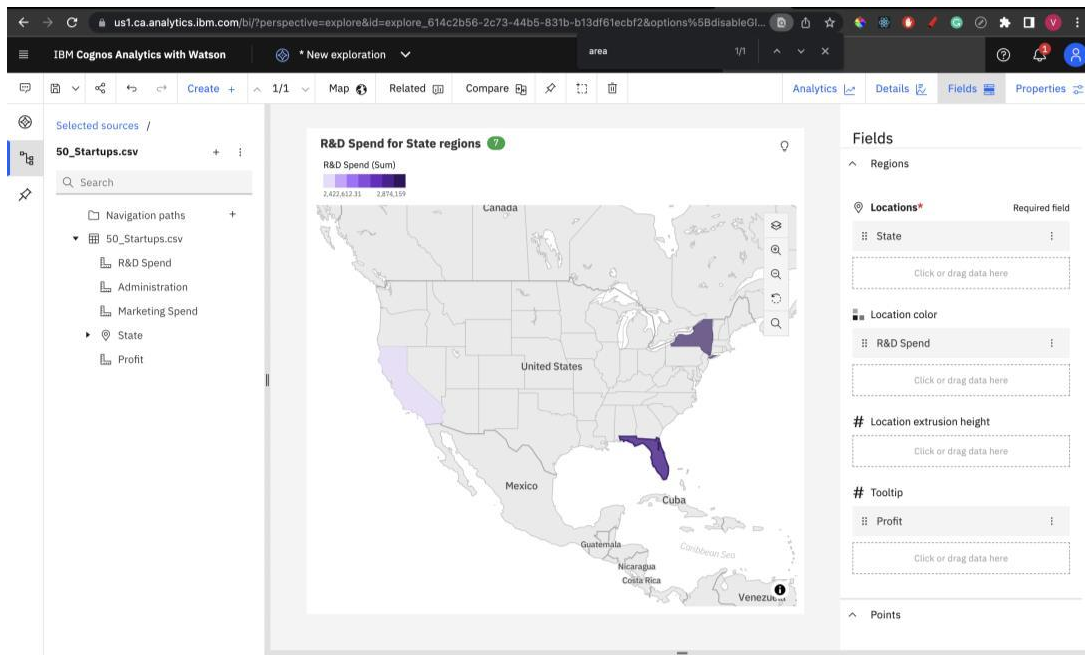 us1.ca.analytics.ibm.com/bi/?perspective=explore&id=explore_614c2b56-2c73-44b5-831b-b13df61ecbf2&options%5BdisableGl...
V
IBM Cognos Analytics with Watson
* New exploration
area
1/1
1
Create +
1/1
Map
Related
Compare
Analytics
Details
Fields
Properties
Selected sources /
50_Startups.csv
Search
Navigation paths
50_Startups.csv
R&D Spend
Administration
Marketing Spend
State
Profit
R&D Spend for State regions 7
R&D Spend (Sum)
2,422,612.31 2,874,159
Canada
United States
Mexico
Cuba
Guatemala
Caribbean Sea
Nicaragua
Costa Rica
Fields
Regions
Locations* Required field
State
Click or drag data here
Location color
R&D Spend
Click or drag data here
# Location extrusion height
Click or drag data here
# Tooltip
Profit
Click or drag data here
Points